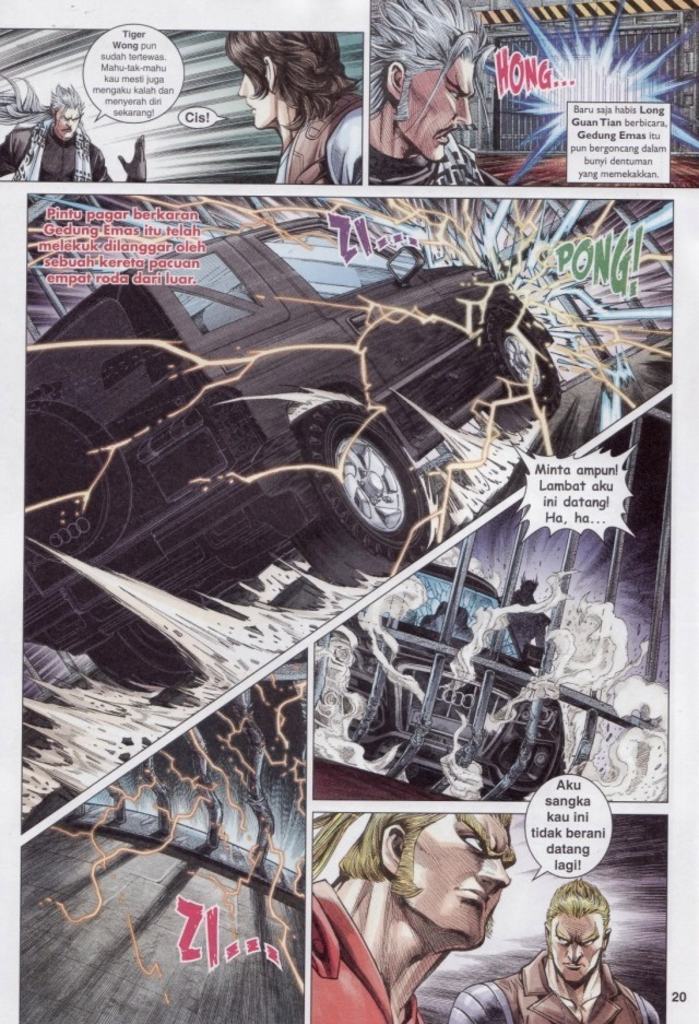 Tiger
Wong pun
sudah tertewas.
Mahu-tak-mahu
kau mesti juga
mengaku kalah dan
menyerah diri
sekarang!
Cis!
HONG...
Baru saja habis Long
Guan Tian berbicara,
Gedung Emas itu
pun bergoncang dalam
bunyi dentuman
yang memekakkan.
Pintu pagar berkaran
Gedung Emas itu telah
melekuk dilanggar oleh
sebuah kereta pacuan
empat roda dari luar.
ZI...
PONG!
Minta ampun!
Lambat aku
ini datang!
Ha, ha...
ZI...
Aku
sangka
kau ini
tidak berani
datang
lagi!
20